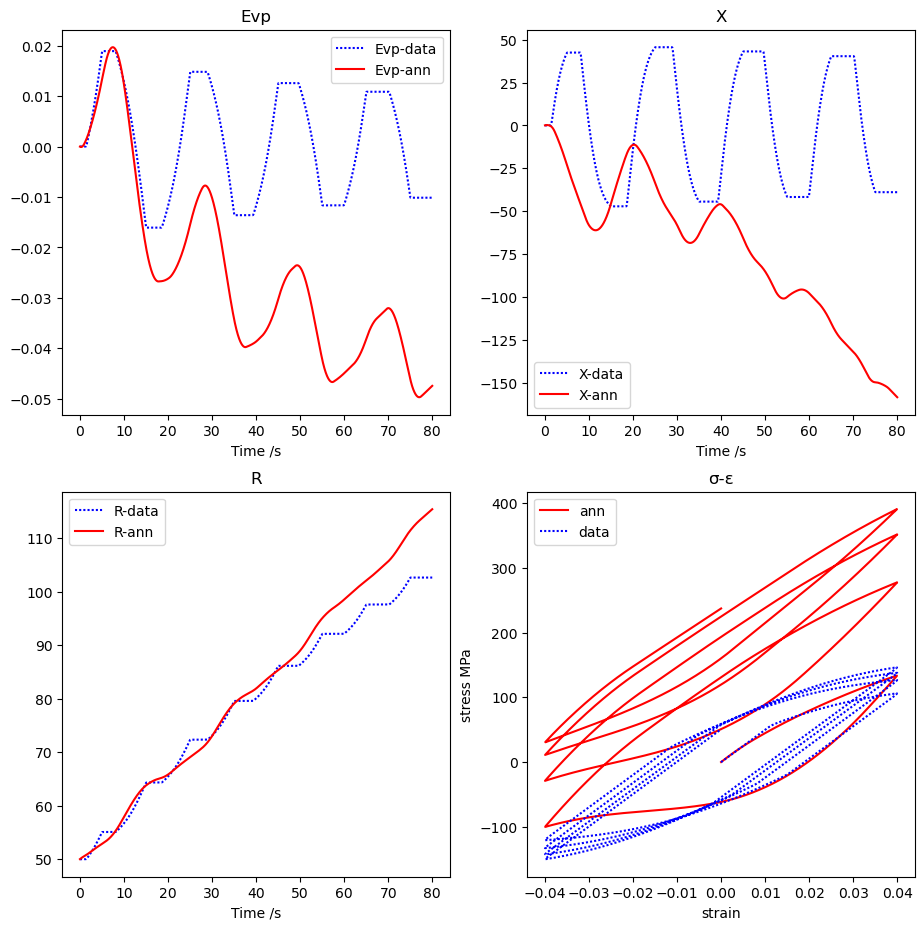 Evp
0.02
0.01
0.00
−0.01
−0.02
−0.03
−0.04
−0.05
Evp-data
Evp-ann
0 10 20 30 40 50 60 70 80
Time /s
X
50
25
0
−25
−50
−75
−100
−125
−150
X-data
X-ann
0 10 20 30 40 50 60 70 80
Time /s
R
110
100
90
80
70
60
50
R-data
R-ann
0 10 20 30 40 50 60 70 80
Time /s
σ-ε
stress MPa
400
300
200
100
0
−100
ann
data
−0.04 −0.03 −0.02 −0.01 0.00 0.01 0.02 0.03 0.04
strain